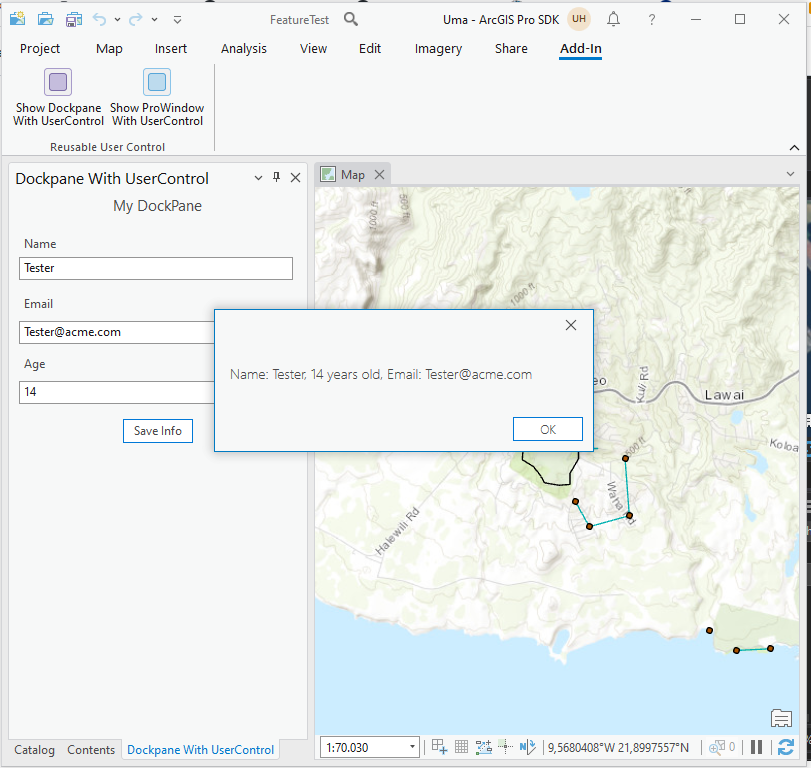 FeatureTest
Uma - ArcGIS Pro SDK
UH
?
Project Map Insert Analysis View Edit Imagery Share Add-In
Show Dockpane With UserControl
Show ProWindow With UserControl
Reusable User Control
Dockpane With UserControl
My DockPane
Name
Tester
Email
Tester@acme.com
Age
14
Save Info
Map
1000 ft
500 ft
1000 ft
Name: Tester, 14 years old, Email: Tester@acme.com
OK
eo
Kuli Rd
Lawai
Koloa
500 ft
Halewili Rd
Catalog Contents Dockpane With UserControl
1:70.030
9,5680408°W 21,8997557°N
0